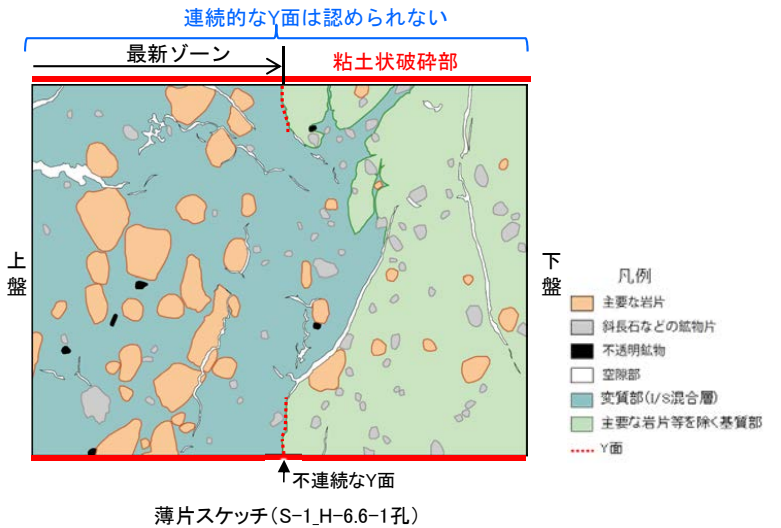 連続的なY面は認められない
最新ゾーン
粘土状破砕部
上盤
下盤
凡例
主要な岩片
斜長石などの鉱物片
不透明鉱物
空隙部
変質部(I/S混合層)
主要な岩片等を除く基質部
Y面
不連続なY面
薄片スケッチ(S-1_H-6.6-1孔)